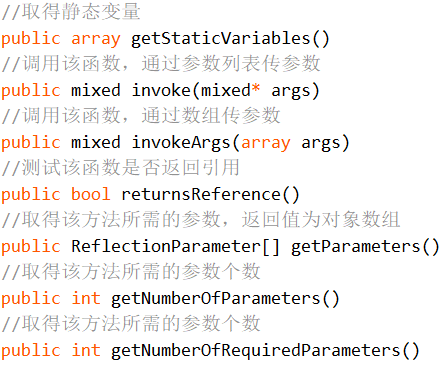 //取得静态变量
public array getStaticVariables()
//调用该函数，通过参数列表传参数
public mixed invoke(mixed* args)
//调用该函数，通过数组传参数
public mixed invokeArgs(array args)
//测试该函数是否返回引用
public bool returnsReference()
//取得该方法所需的参数，返回值为对象数组
public ReflectionParameter[] getParameters()
//取得该方法所需的参数个数
public int getNumberOfParameters()
//取得该方法所需的参数个数
public int getNumberOfRequiredParameters()